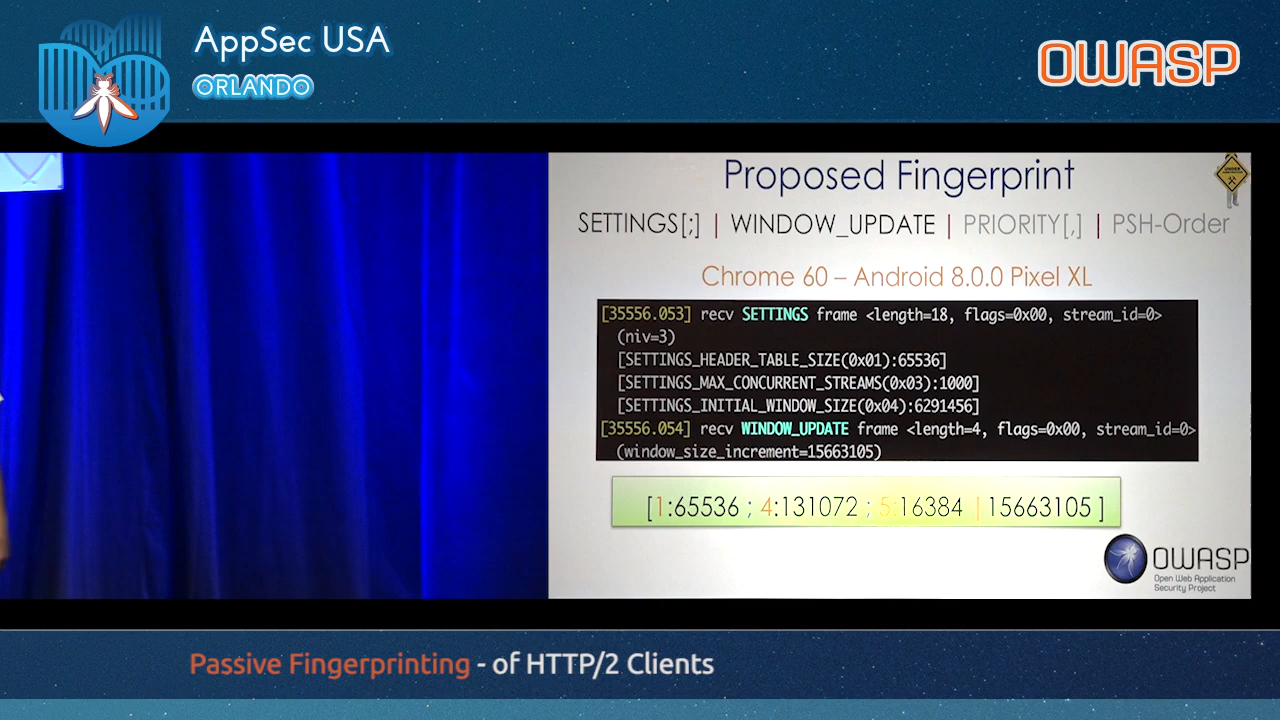 AppSec USA
ORLANDO
OWASP
Proposed Fingerprint
UNDER
SETTINGS[;] | WINDOW_UPDATE | PRIORITY[,] | PSH-Order
Chrome 60 – Android 8.0.0 Pixel XL
[35556.053] recv SETTINGS frame <length=18, flags=0x00, stream_id=0>
(niv=3)
[SETTINGS_HEADER_TABLE_SIZE(0x01):65536]
[SETTINGS_MAX_CONCURRENT_STREAMS(0x03):1000]
[SETTINGS_INITIAL_WINDOW_SIZE(0x04):6291456]
[35556.054] recv WINDOW_UPDATE frame <length=4, flags=0x00, stream_id=0>
(window_size_increment=15663105)
[1:65536 ; 4:131072 ; 5:16384 | 15663105 ]
OWASP
Open Web Application
Security Project
Passive Fingerprinting - of HTTP/2 Clients